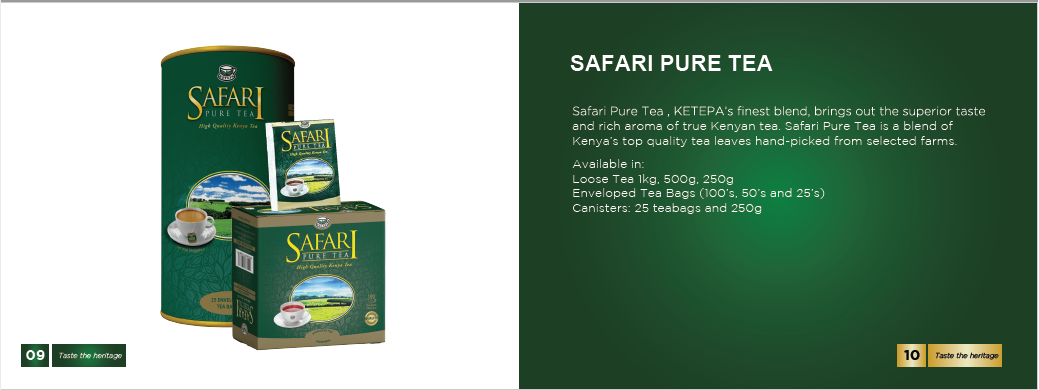 SAFARI
PURE TEA
High Quality Kenya Tea
SAFARI
PURE TEA
High Quality Kenya Tea
SAFARI
PURE TEA
High Quality Kenya Tea
09
Taste the heritage
SAFARI PURE TEA
Safari Pure Tea , KETEPA's finest blend, brings out the superior taste
and rich aroma of true Kenyan tea. Safari Pure Tea is a blend of
Kenya's top quality tea leaves hand-picked from selected farms.
Available in:
Loose Tea 1kg, 500g, 250g
Enveloped Tea Bags (100's, 50's and 25's)
Canisters: 25 teabags and 250g
10
Taste the heritage